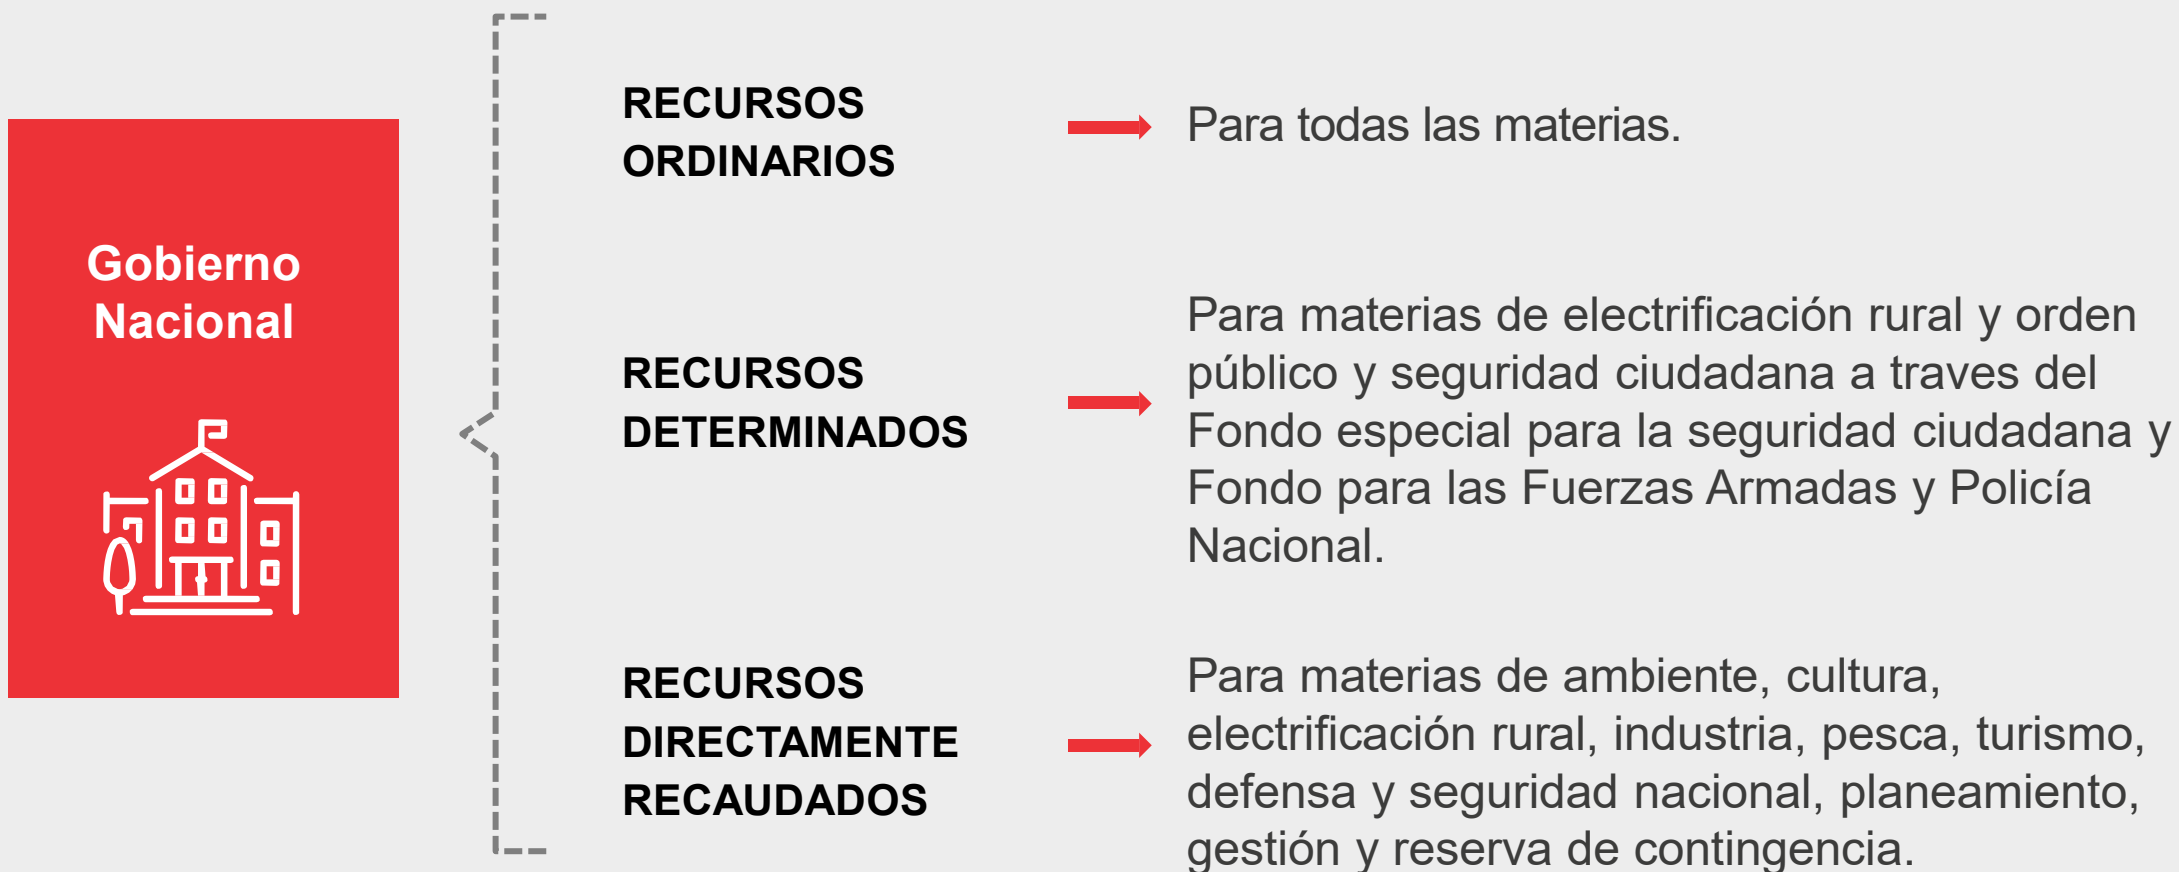 Gobierno
Nacional
RECURSOS
ORDINARIOS
Para todas las materias.
RECURSOS
DETERMINADOS
Para materias de electrificación rural y orden
público y seguridad ciudadana a traves del
Fondo especial para la seguridad ciudadana y
Fondo para las Fuerzas Armadas y Policía
Nacional.
RECURSOS
DIRECTAMENTE
RECAUDADOS
Para materias de ambiente, cultura,
electrificación rural, industria, pesca, turismo,
defensa y seguridad nacional, planeamiento,
gestión y reserva de contingencia.